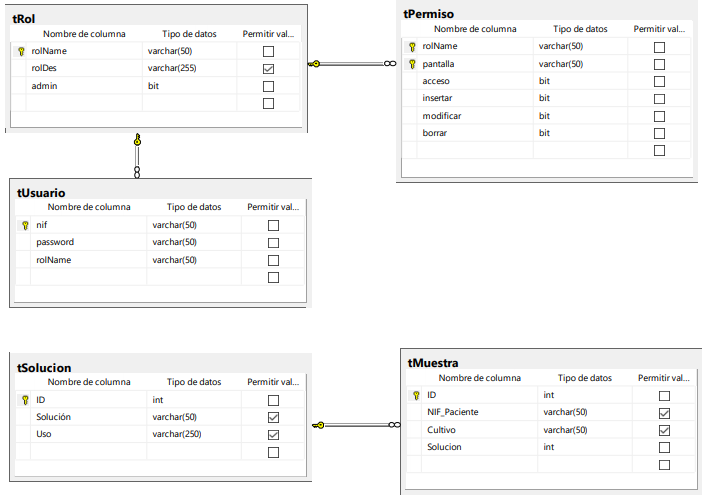 tRol
Nombre de columna Tipo de datos Permitir val...
rolName varchar(50)
rolDes varchar(255)
admin bit
tPermiso
Nombre de columna Tipo de datos Permitir val...
rolName varchar(50)
pantalla varchar(50)
acceso bit
insertar bit
modificar bit
borrar bit
tUsuario
Nombre de columna Tipo de datos Permitir val...
nif varchar(50)
password varchar(50)
rolName varchar(50)
tSolucion
Nombre de columna Tipo de datos Permitir val...
ID int
Solución varchar(50)
Uso varchar(250)
tMuestra
Nombre de columna Tipo de datos Permitir val...
ID int
NIF_Paciente varchar(50)
Cultivo varchar(50)
Solucion int